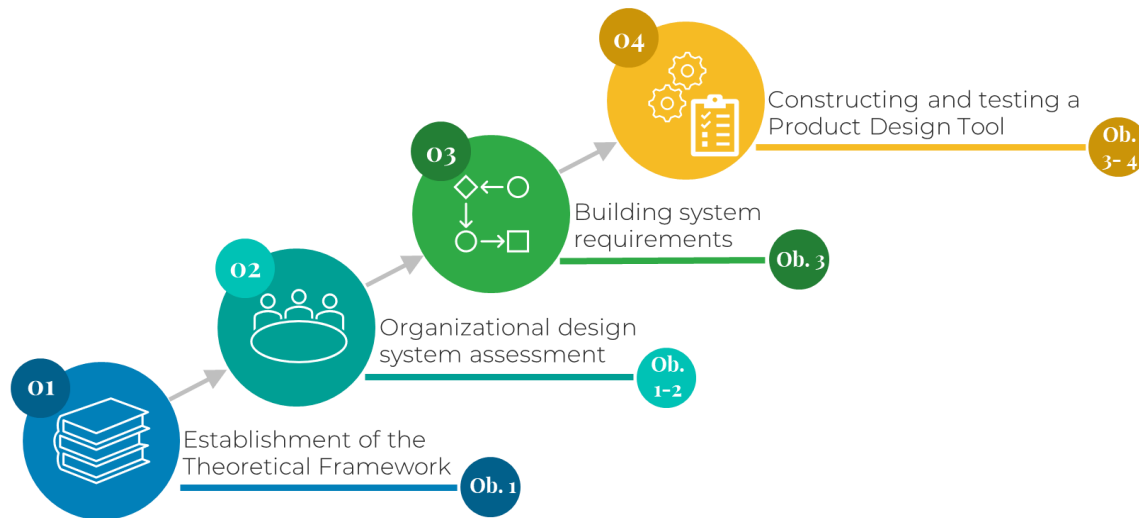 01
Establishment of the
Theoretical Framework
Ob. 1
02
Organizational design
system assessment
Ob.
1-2
03
Building system
requirements
Ob. 3
04
Constructing and testing a
Product Design Tool
Ob.
3- 4